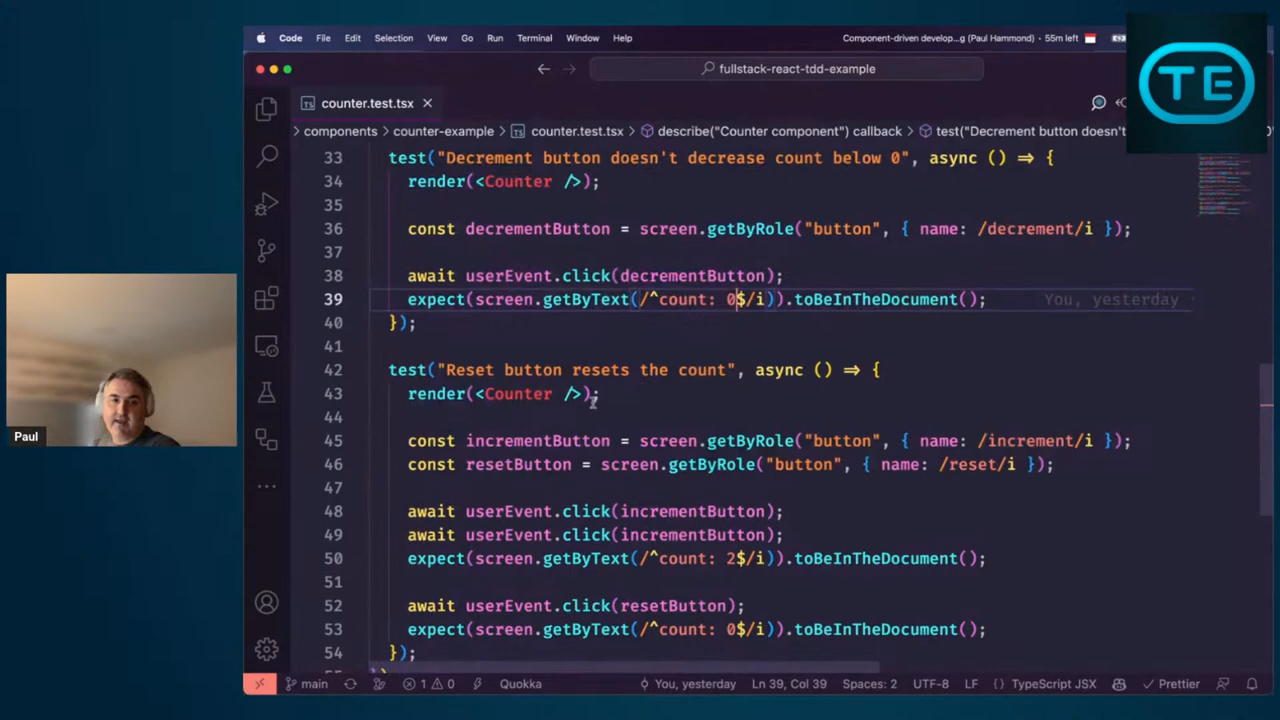 Code File Edit Selection View Go Run Terminal Window Help Component-driven develop...g (Paul Hammond) • 55m left
TE
fullstack-react-tdd-example
TS counter.test.tsx
components > counter-example > TS counter.test.tsx > describe("Counter component") callback > test("Decrement button doesn't
33 test("Decrement button doesn't decrease count below 0", async () => {
34 render(<Counter />);
35
36 const decrementButton = screen.getByRole("button", { name: /decrement/i });
37
38 await userEvent.click(decrementButton);
39 expect(screen.getByText(/^count: 0$/i)).toBeInTheDocument(); You, yesterday •
40 });
41
42 test("Reset button resets the count", async () => {
43 render(<Counter />);
44
45 const incrementButton = screen.getByRole("button", { name: /increment/i });
46 const resetButton = screen.getByRole("button", { name: /reset/i });
47
48 await userEvent.click(incrementButton);
49 await userEvent.click(incrementButton);
50 expect(screen.getByText(/^count: 2$/i)).toBeInTheDocument();
51
52 await userEvent.click(resetButton);
53 expect(screen.getByText(/^count: 0$/i)).toBeInTheDocument();
54 });
Paul
main 1 0 Quokka You, yesterday Ln 39, Col 39 Spaces: 2 UTF-8 LF {} TypeScript JSX Prettier